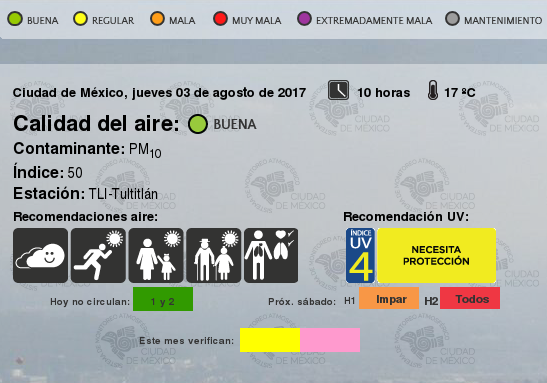 BUENA REGULAR MALA MUY MALA EXTREMADAMENTE MALA MANTENIMIENTO
Ciudad de México, jueves 03 de agosto de 2017 10 horas 17 ºC
Calidad del aire: BUENA
Contaminante: PM10
Índice: 50
Estación: TLI-Tultitlán
Recomendaciones aire: Recomendación UV:
ÍNDICE
UV
4
NECESITA
PROTECCIÓN
Hoy no circulan: 1 y 2 Próx. sábado: H1 Impar H2 Todos
Este mes verifican:
CIUDAD
DE MÉXICO